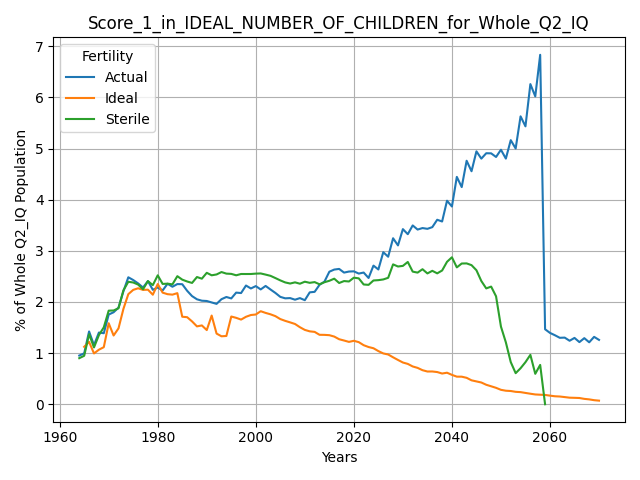 Score_1_in_IDEAL_NUMBER_OF_CHILDREN_for_Whole_Q2_IQ
Fertility
Actual
Ideal
Sterile
% of Whole Q2_IQ Population
7
6
5
4
3
2
1
0
1960
1980
2000
2020
2040
2060
Years